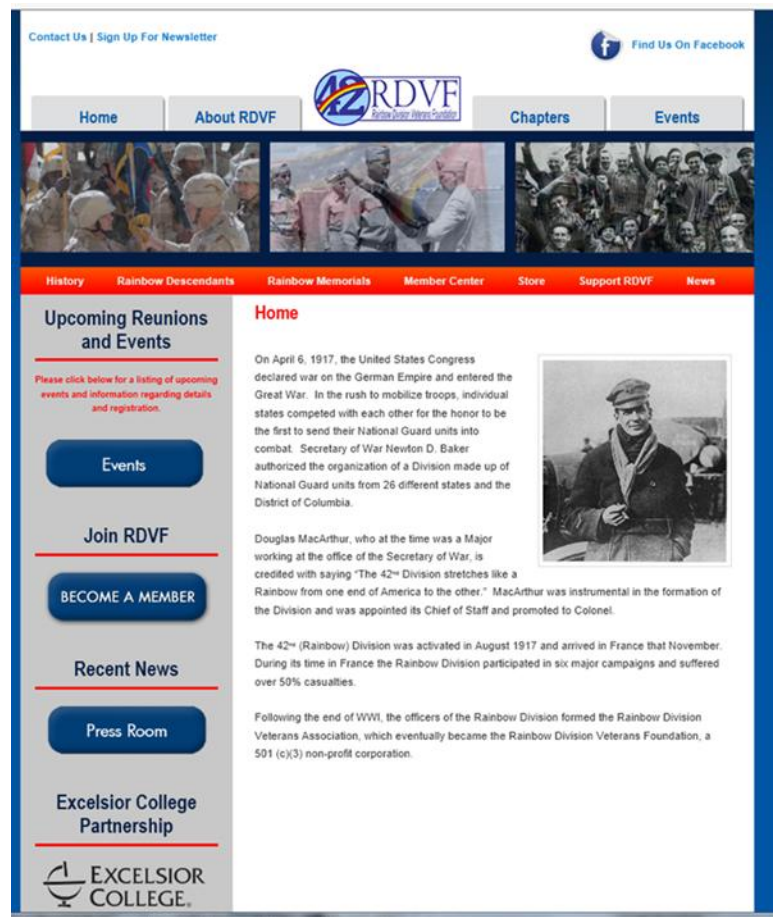 Contact Us | Sign Up For Newsletter
Find Us On Facebook
42 RDVF
Rainbow Division Veterans Foundation
Home
About RDVF
Chapters
Events
History Rainbow Descendants Rainbow Memorials Member Center Store Support RDVF News
Upcoming Reunions
and Events
Please click below for a listing of upcoming
events and information regarding details
and registration.
Events
Join RDVF
BECOME A MEMBER
Recent News
Press Room
Excelsior College
Partnership
EXCELSIOR
COLLEGE®
Home
On April 6, 1917, the United States Congress
declared war on the German Empire and entered the
Great War. In the rush to mobilize troops, individual
states competed with each other for the honor to be
the first to send their National Guard units into
combat. Secretary of War Newton D. Baker
authorized the organization of a Division made up of
National Guard units from 26 different states and the
District of Columbia.
Douglas MacArthur, who at the time was a Major
working at the office of the Secretary of War, is
credited with saying "The 42ⁿᵈ Division stretches like a
Rainbow from one end of America to the other." MacArthur was instrumental in the formation of
the Division and was appointed its Chief of Staff and promoted to Colonel.
The 42ⁿᵈ (Rainbow) Division was activated in August 1917 and arrived in France that November.
During its time in France the Rainbow Division participated in six major campaigns and suffered
over 50% casualties.
Following the end of WWI, the officers of the Rainbow Division formed the Rainbow Division
Veterans Association, which eventually became the Rainbow Division Veterans Foundation, a
501 (c)(3) non-profit corporation.